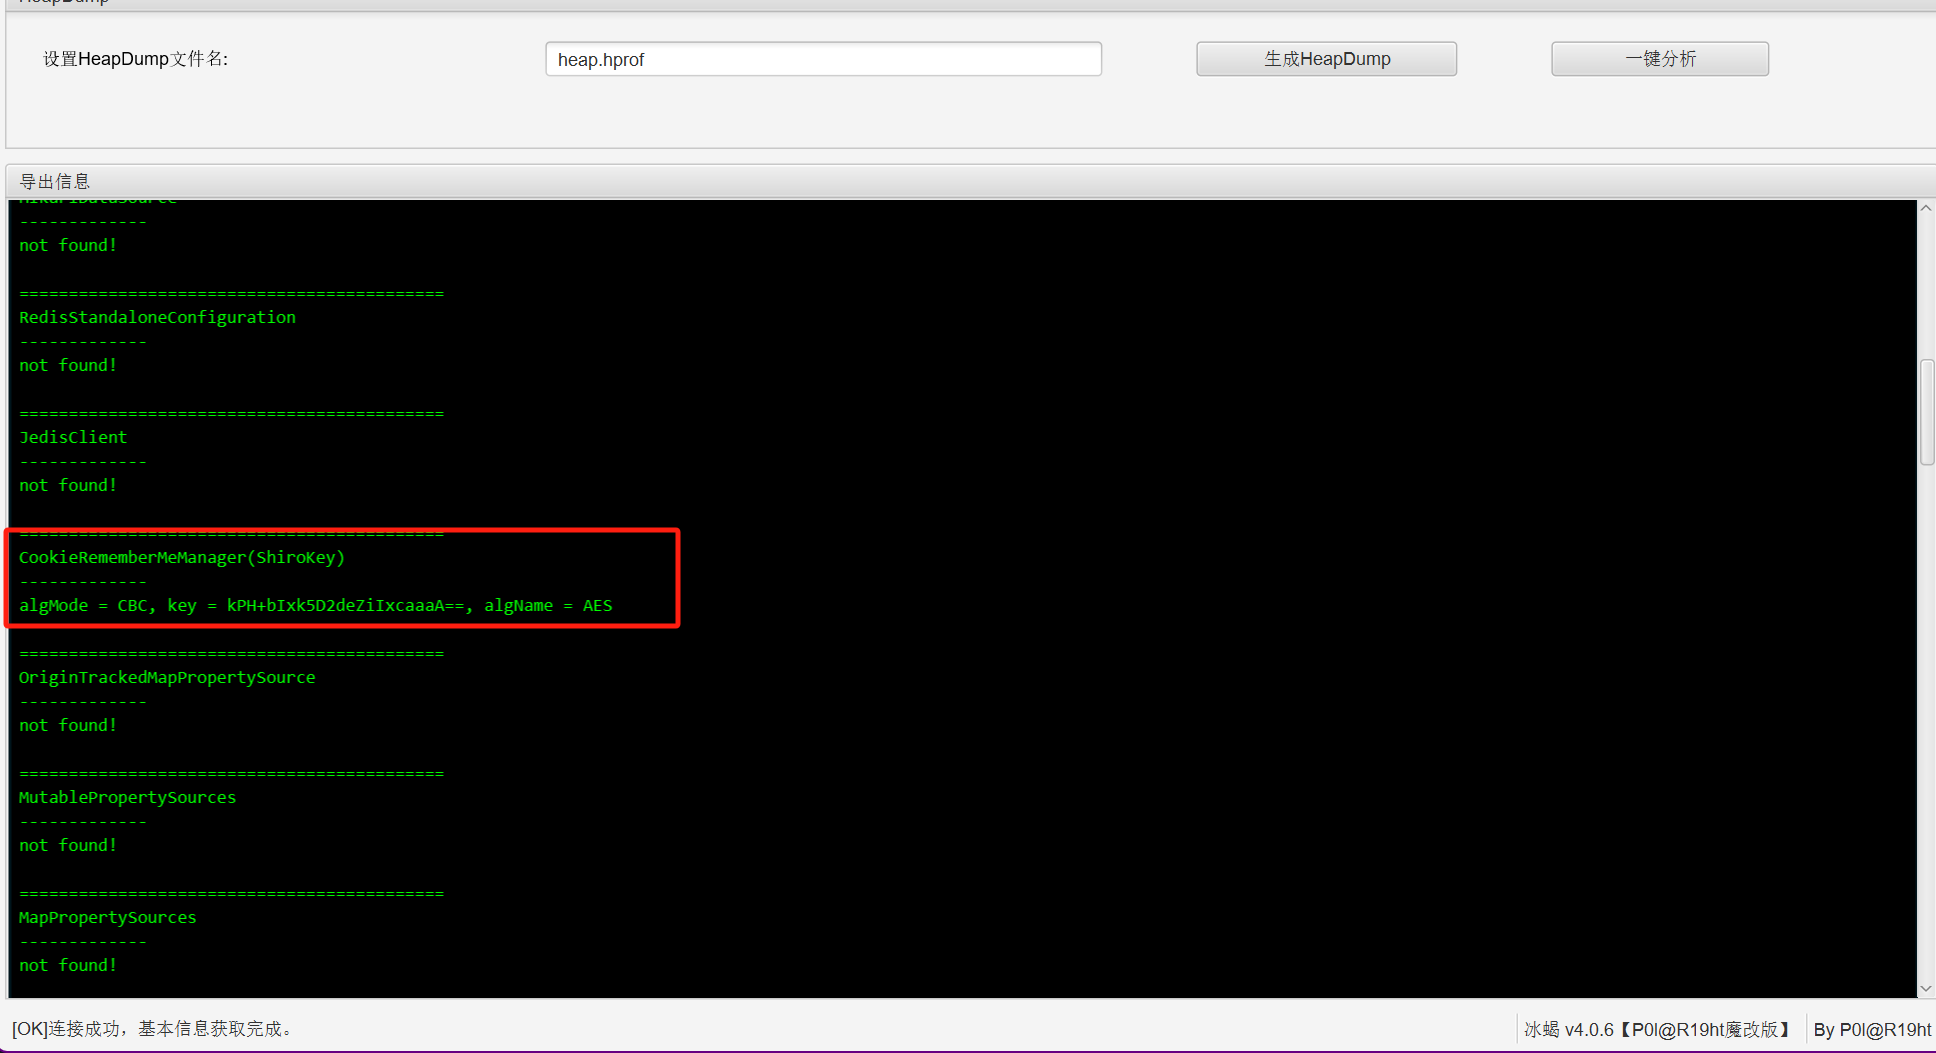 HeapDump
设置HeapDump文件名:
heap.hprof
生成HeapDump
一键分析
导出信息
HikariDataSource
-------------
not found!
===========================================
RedisStandaloneConfiguration
-------------
not found!
===========================================
JedisClient
-------------
not found!
===========================================
CookieRememberMeManager(ShiroKey)
-------------
algMode = CBC, key = kPH+bIxk5D2deZiIxcaaaA==, algName = AES
===========================================
OriginTrackedMapPropertySource
-------------
not found!
===========================================
MutablePropertySources
-------------
not found!
===========================================
MapPropertySources
-------------
not found!
[OK]连接成功，基本信息获取完成。
冰蝎 v4.0.6【P0l@R19ht魔改版】
By P0l@R19ht